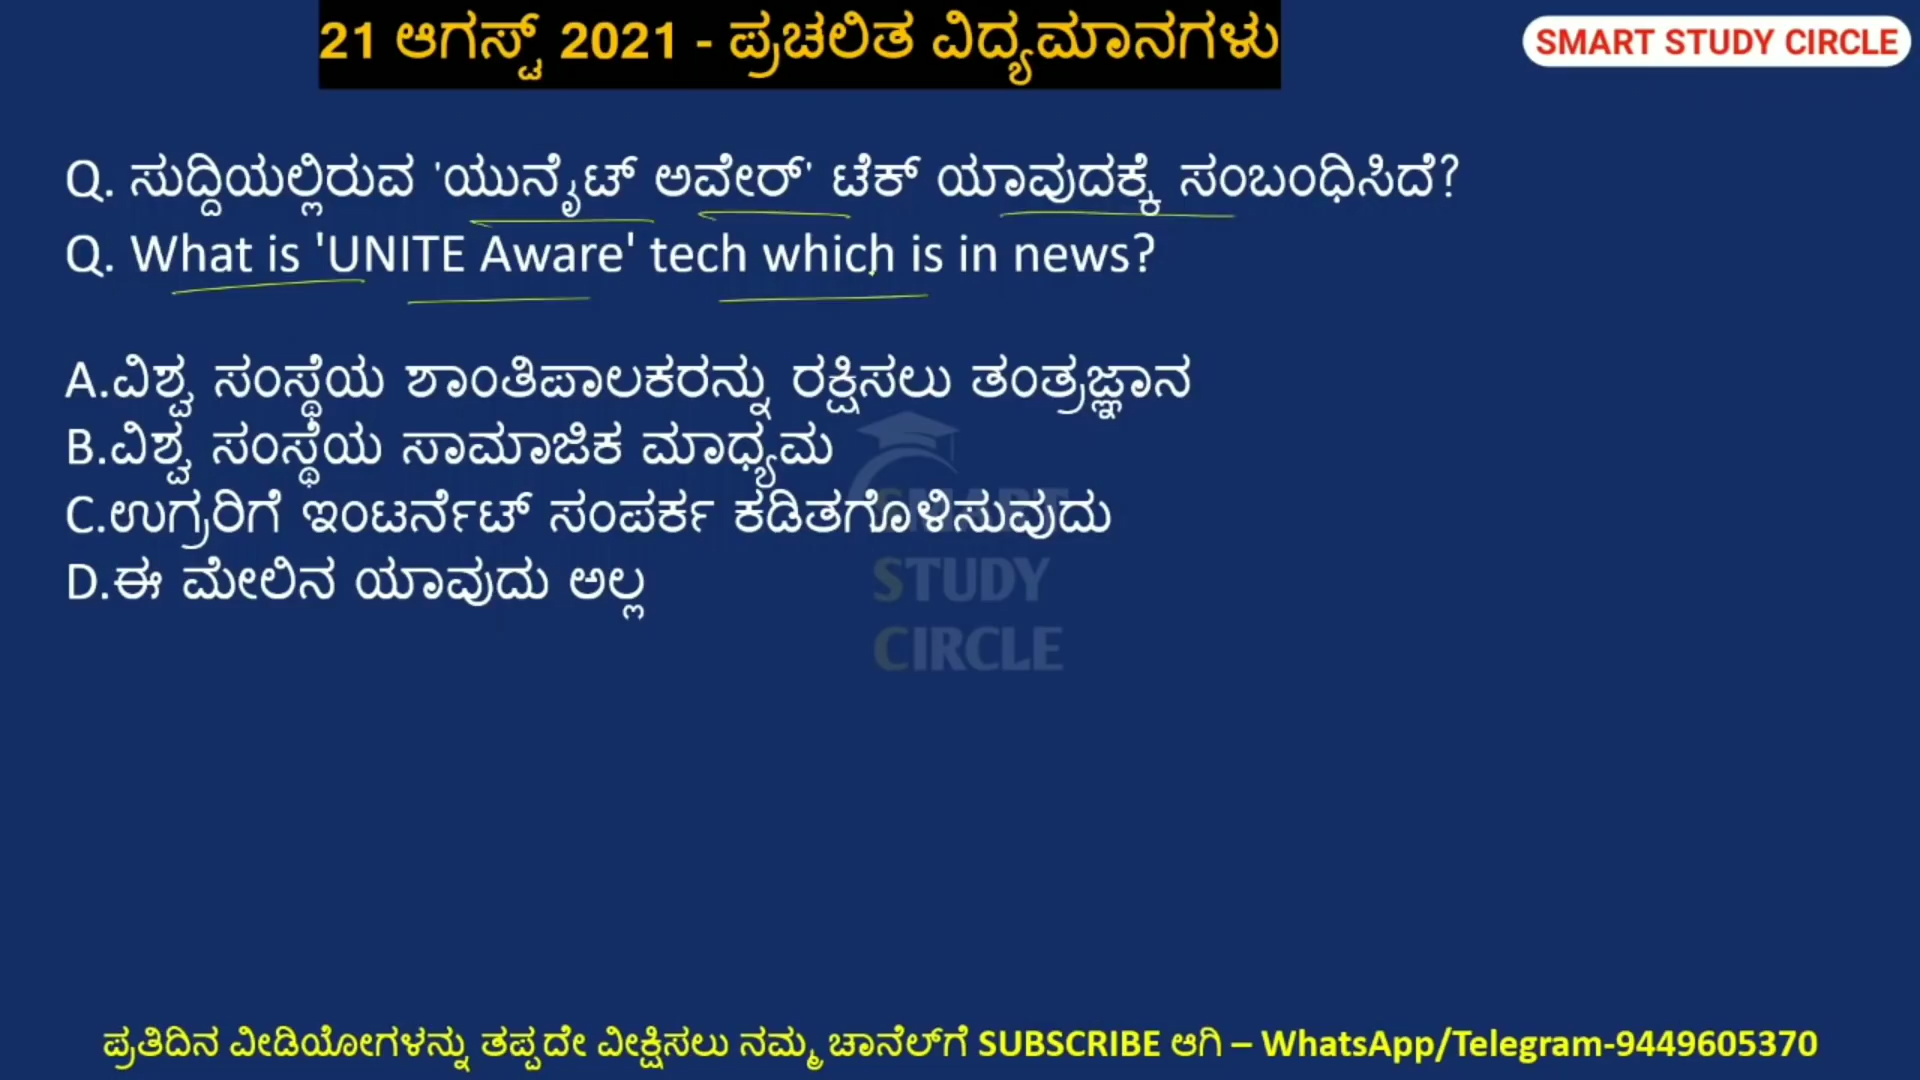 21 ಆಗಸ್ಟ್ 2021 - ಪ್ರಚಲಿತ ವಿದ್ಯಮಾನಗಳು
SMART STUDY CIRCLE
Q. ಸುದ್ದಿಯಲ್ಲಿರುವ 'ಯುನೈಟ್ ಅವೇರ್' ಟೆಕ್ ಯಾವುದಕ್ಕೆ ಸಂಬಂಧಿಸಿದೆ?
Q. What is 'UNITE Aware' tech which is in news?
A.ವಿಶ್ವ ಸಂಸ್ಥೆಯ ಶಾಂತಿಪಾಲಕರನ್ನು ರಕ್ಷಿಸಲು ತಂತ್ರಜ್ಞಾನ
B.ವಿಶ್ವ ಸಂಸ್ಥೆಯ ಸಾಮಾಜಿಕ ಮಾಧ್ಯಮ
C.ಉಗ್ರರಿಗೆ ಇಂಟರ್ನೆಟ್ ಸಂಪರ್ಕ ಕಡಿತಗೊಳಿಸುವುದು
D.ಈ ಮೇಲಿನ ಯಾವುದು ಅಲ್ಲ
SMART
STUDY
CIRCLE
ಪ್ರತಿದಿನ ವೀಡಿಯೋಗಳನ್ನು ತಪ್ಪದೇ ವೀಕ್ಷಿಸಲು ನಮ್ಮ ಚಾನೆಲ್‌ಗೆ SUBSCRIBE ಆಗಿ – WhatsApp/Telegram-9449605370